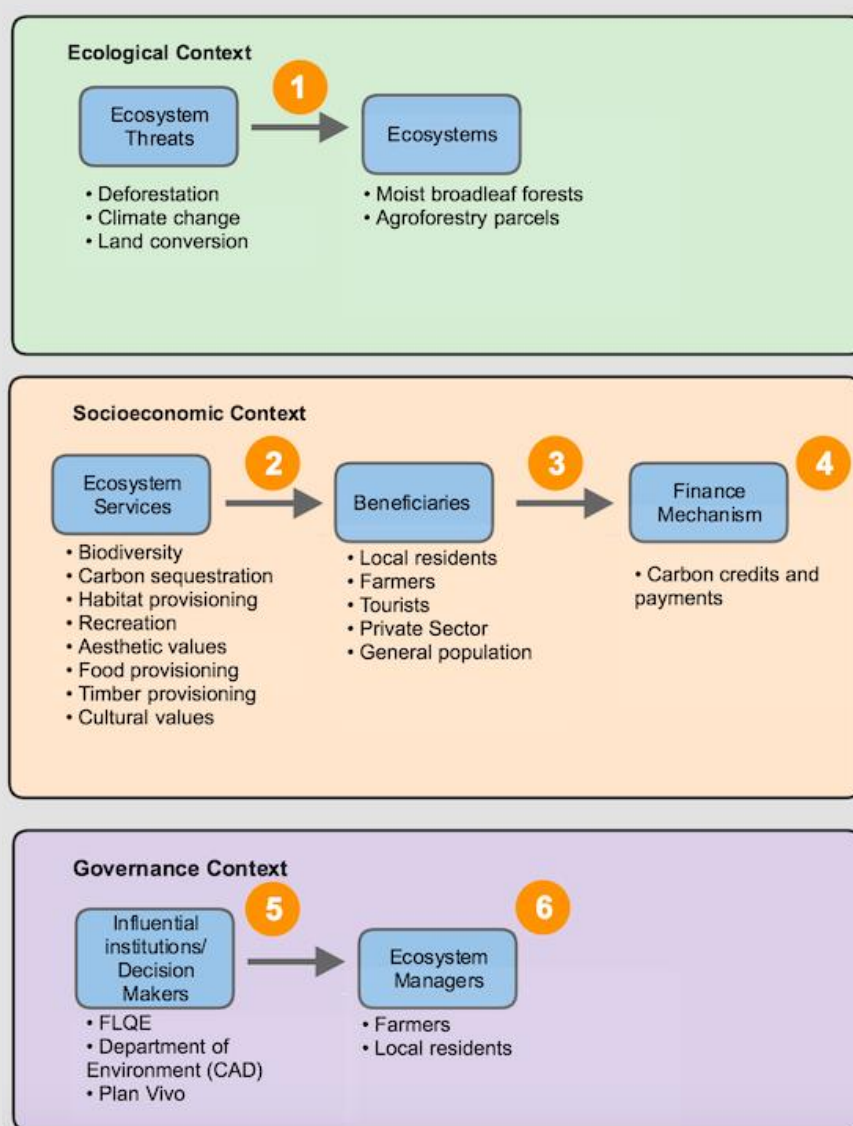 Ecological Context
1
Ecosystem
Threats
Ecosystems
• Deforestation
• Climate change
• Land conversion
• Moist broadleaf forests
• Agroforestry parcels
Socioeconomic Context
2
3
4
Ecosystem
Services
Beneficiaries
Finance
Mechanism
• Biodiversity
• Carbon sequestration
• Habitat provisioning
• Recreation
• Aesthetic values
• Food provisioning
• Timber provisioning
• Cultural values
• Local residents
• Farmers
• Tourists
• Private Sector
• General population
• Carbon credits and
payments
Governance Context
5
6
Influential
institutions/
Decision
Makers
Ecosystem
Managers
• FLQE
• Department of
Environment (CAD)
• Plan Vivo
• Farmers
• Local residents